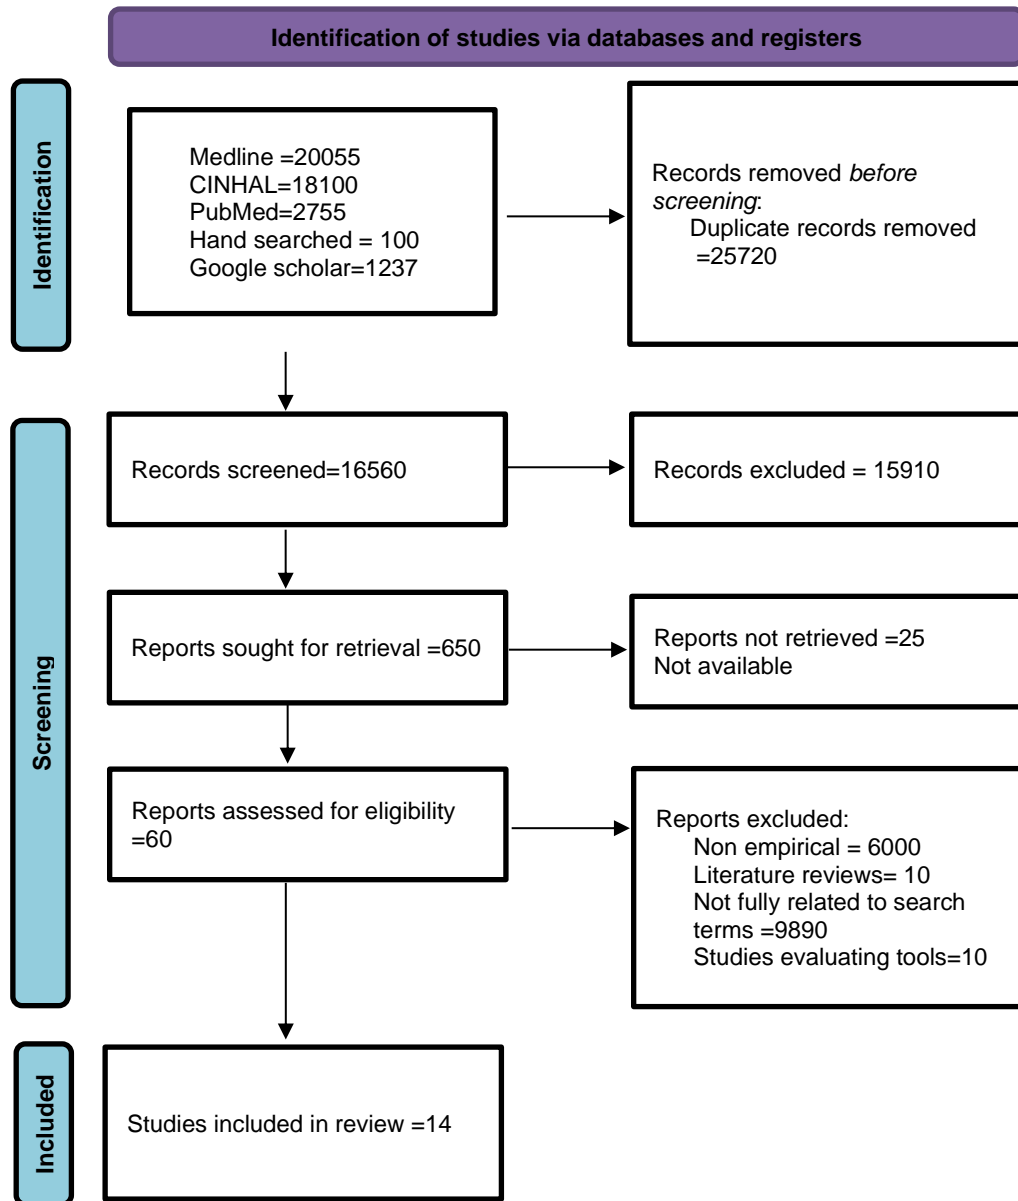 Identification of studies via databases and registers
Identification
Medline =20055
CINHAL=18100
PubMed=2755
Hand searched = 100
Google scholar=1237
Records removed before
screening:
Duplicate records removed
=25720
Screening
Records screened=16560
Records excluded = 15910
Reports sought for retrieval =650
Reports not retrieved =25
Not available
Reports assessed for eligibility
=60
Reports excluded:
Non empirical = 6000
Literature reviews= 10
Not fully related to search
terms =9890
Studies evaluating tools=10
Included
Studies included in review =14